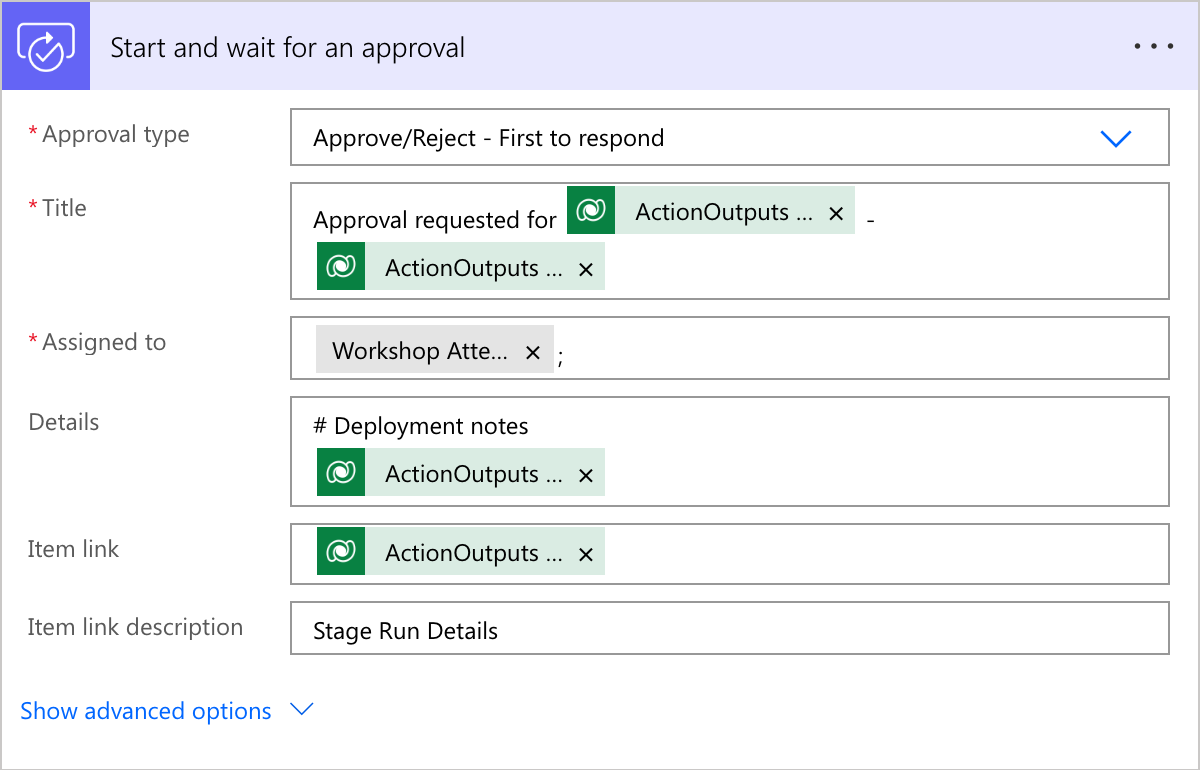 Start and wait for an approval
* Approval type
Approve/Reject - First to respond
* Title
Approval requested for ActionOutputs ... × -
ActionOutputs ... ×
* Assigned to
Workshop Atte... × ;
Details
# Deployment notes
ActionOutputs ... ×
Item link
ActionOutputs ... ×
Item link description
Stage Run Details
Show advanced options